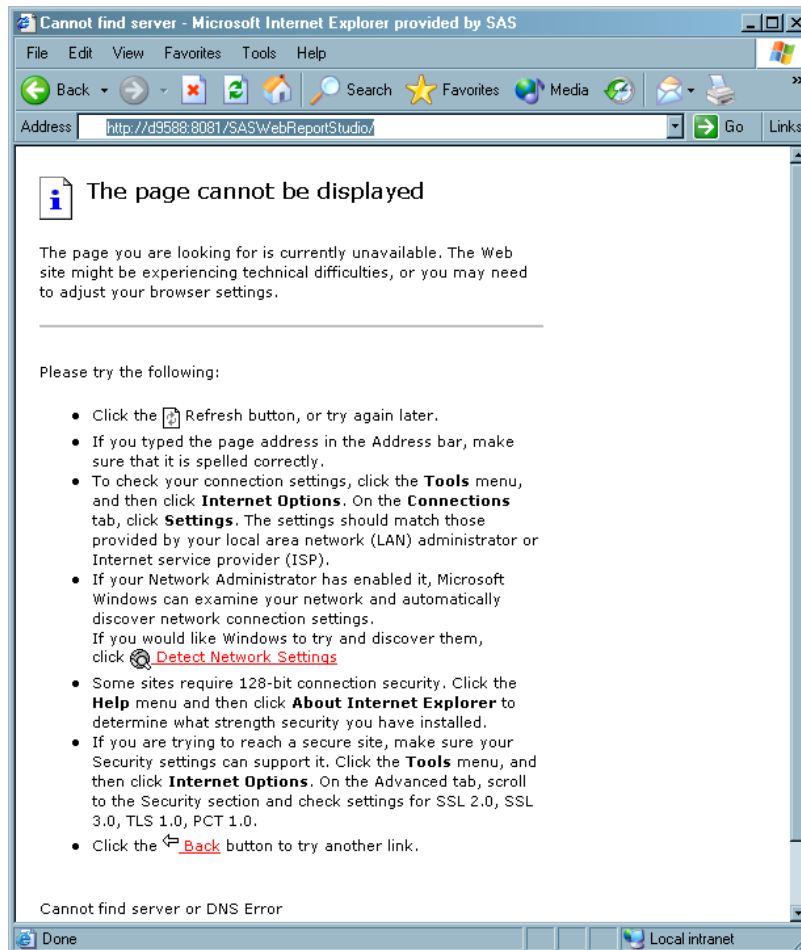 Cannot find server - Microsoft Internet Explorer provided by SAS
File Edit View Favorites Tools Help
Back Search Favorites Media »
Address http://d9588:8081/SASWebReportStudio/ Go Links
The page cannot be displayed
The page you are looking for is currently unavailable. The Web
site might be experiencing technical difficulties, or you may need
to adjust your browser settings.
Please try the following:
• Click the Refresh button, or try again later.
• If you typed the page address in the Address bar, make
sure that it is spelled correctly.
• To check your connection settings, click the Tools menu,
and then click Internet Options. On the Connections
tab, click Settings. The settings should match those
provided by your local area network (LAN) administrator or
Internet service provider (ISP).
• If your Network Administrator has enabled it, Microsoft
Windows can examine your network and automatically
discover network connection settings.
If you would like Windows to try and discover them,
click Detect Network Settings
• Some sites require 128-bit connection security. Click the
Help menu and then click About Internet Explorer to
determine what strength security you have installed.
• If you are trying to reach a secure site, make sure your
Security settings can support it. Click the Tools menu, and
then click Internet Options. On the Advanced tab, scroll
to the Security section and check settings for SSL 2.0, SSL
3.0, TLS 1.0, PCT 1.0.
• Click the Back button to try another link.
Cannot find server or DNS Error
Done Local intranet